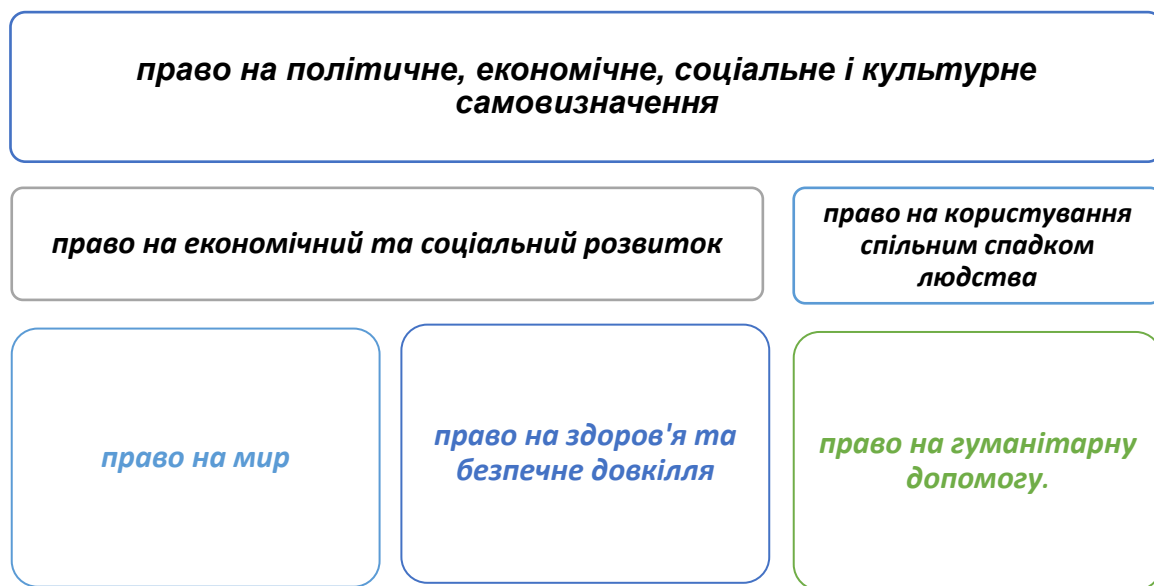 право на політичне, економічне, соціальне і культурне
самовизначення
право на економічний та соціальний розвиток
право на користування
спільним спадком
людства
право на мир
право на здоров'я та
безпечне довкілля
право на гуманітарну
допомогу.